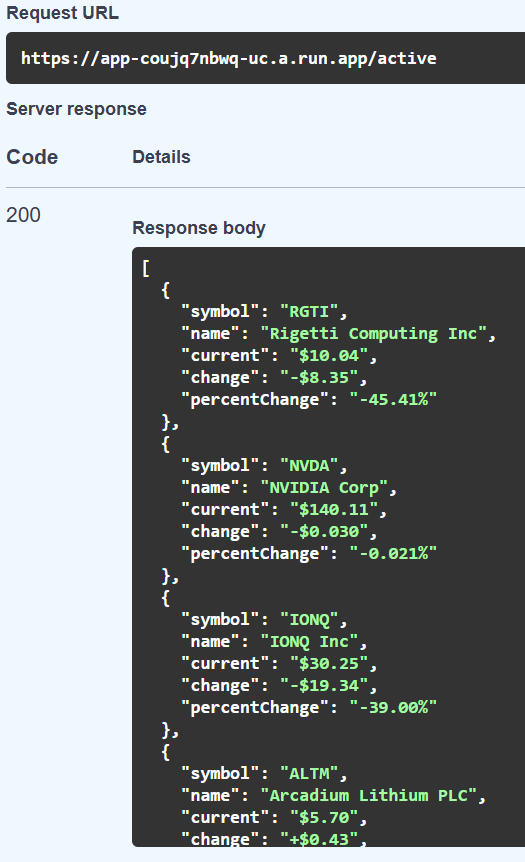 Request URL
https://app-coujq7nbwq-uc.a.run.app/active
Server response
Code Details
200
Response body
[
{
"symbol": "RGTI",
"name": "Rigetti Computing Inc",
"current": "$10.04",
"change": "-$8.35",
"percentChange": "-45.41%"
},
{
"symbol": "NVDA",
"name": "NVIDIA Corp",
"current": "$140.11",
"change": "-$0.030",
"percentChange": "-0.021%"
},
{
"symbol": "IONQ",
"name": "IONQ Inc",
"current": "$30.25",
"change": "-$19.34",
"percentChange": "-39.00%"
},
{
"symbol": "ALTM",
"name": "Arcadium Lithium PLC",
"current": "$5.70",
"change": "+$0.43",